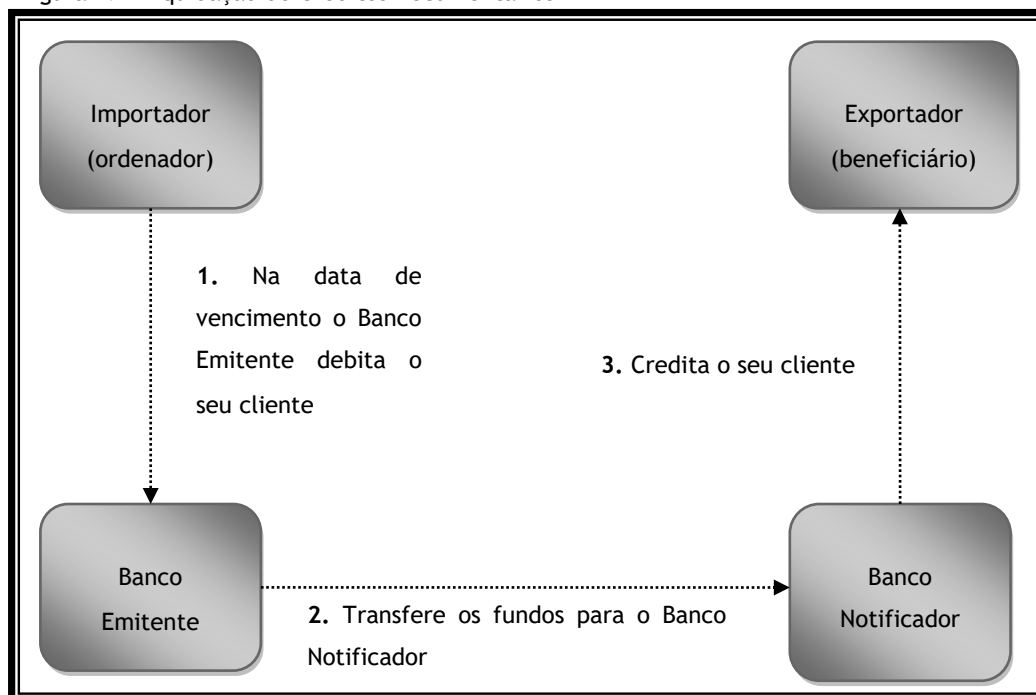 Importador
(ordenador)
Exportador
(beneficiário)
1. Na data de
vencimento o Banco
Emitente debita o
seu cliente
3. Credita o seu cliente
Banco
Emitente
2. Transfere os fundos para o Banco
Notificador
Banco
Notificador